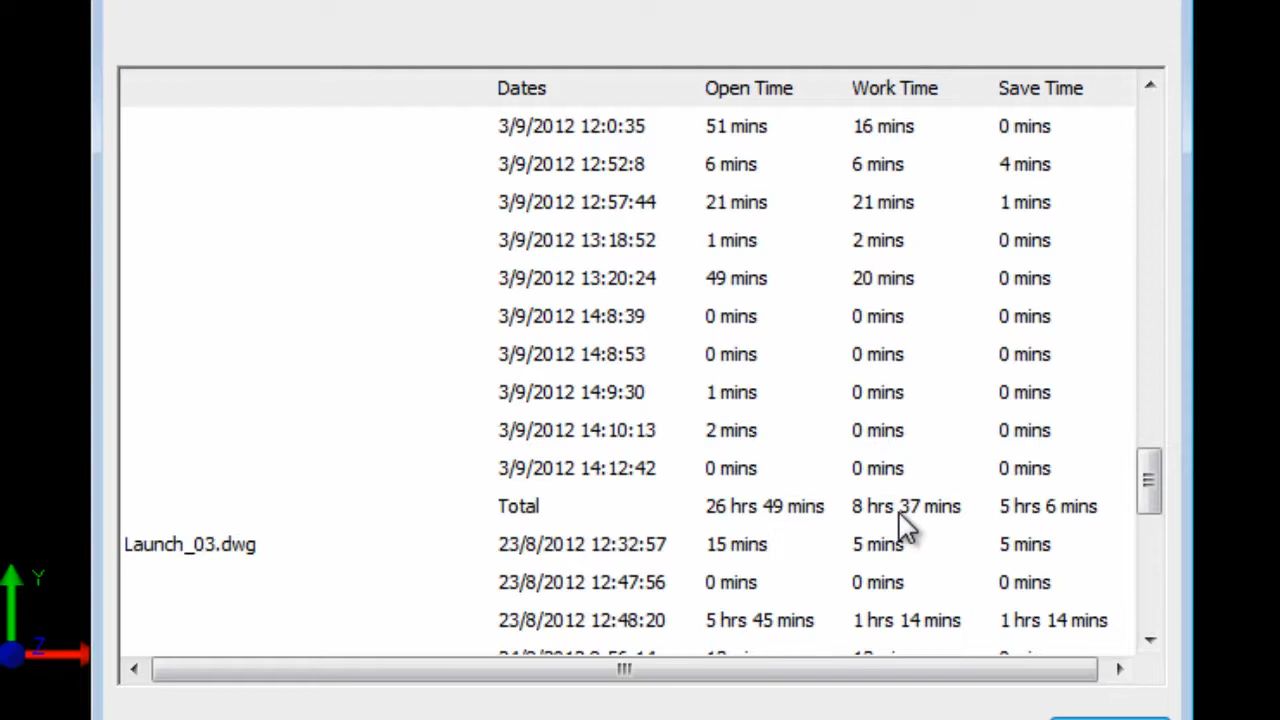 Dates Open Time Work Time Save Time
3/9/2012 12:0:35 51 mins 16 mins 0 mins
3/9/2012 12:52:8 6 mins 6 mins 4 mins
3/9/2012 12:57:44 21 mins 21 mins 1 mins
3/9/2012 13:18:52 1 mins 2 mins 0 mins
3/9/2012 13:20:24 49 mins 20 mins 0 mins
3/9/2012 14:8:39 0 mins 0 mins 0 mins
3/9/2012 14:8:53 0 mins 0 mins 0 mins
3/9/2012 14:9:30 1 mins 0 mins 0 mins
3/9/2012 14:10:13 2 mins 0 mins 0 mins
3/9/2012 14:12:42 0 mins 0 mins 0 mins
Total 26 hrs 49 mins 8 hrs 37 mins 5 hrs 6 mins
Launch_03.dwg 23/8/2012 12:32:57 15 mins 5 mins 5 mins
23/8/2012 12:47:56 0 mins 0 mins 0 mins
23/8/2012 12:48:20 5 hrs 45 mins 1 hrs 14 mins 1 hrs 14 mins
Y
Z